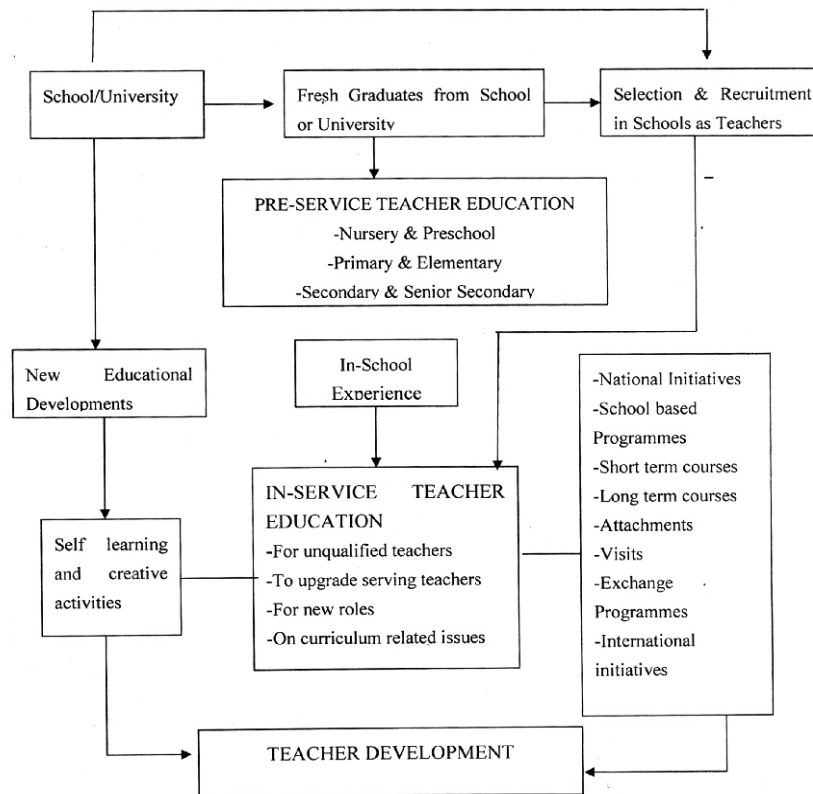 School/University
Fresh Graduates from School
or University
Selection & Recruitment
in Schools as Teachers
PRE-SERVICE TEACHER EDUCATION
-Nursery & Preschool
-Primary & Elementary
-Secondary & Senior Secondary
New Educational
Developments
In-School
Experience
-National Initiatives
-School based
Programmes
-Short term courses
-Long term courses
-Attachments
-Visits
-Exchange
Programmes
-International
initiatives
IN-SERVICE TEACHER
EDUCATION
-For unqualified teachers
-To upgrade serving teachers
-For new roles
-On curriculum related issues
Self learning
and creative
activities
TEACHER DEVELOPMENT